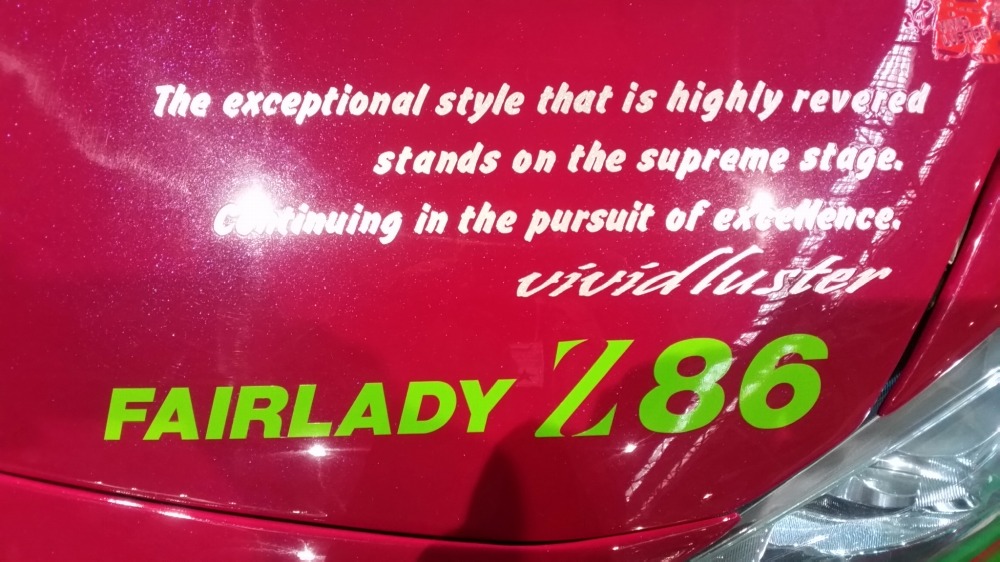 The exceptional style that is highly revered
stands on the supreme stage.
Continuing in the pursuit of excellence.
vividluster
FAIRLADY Z 86